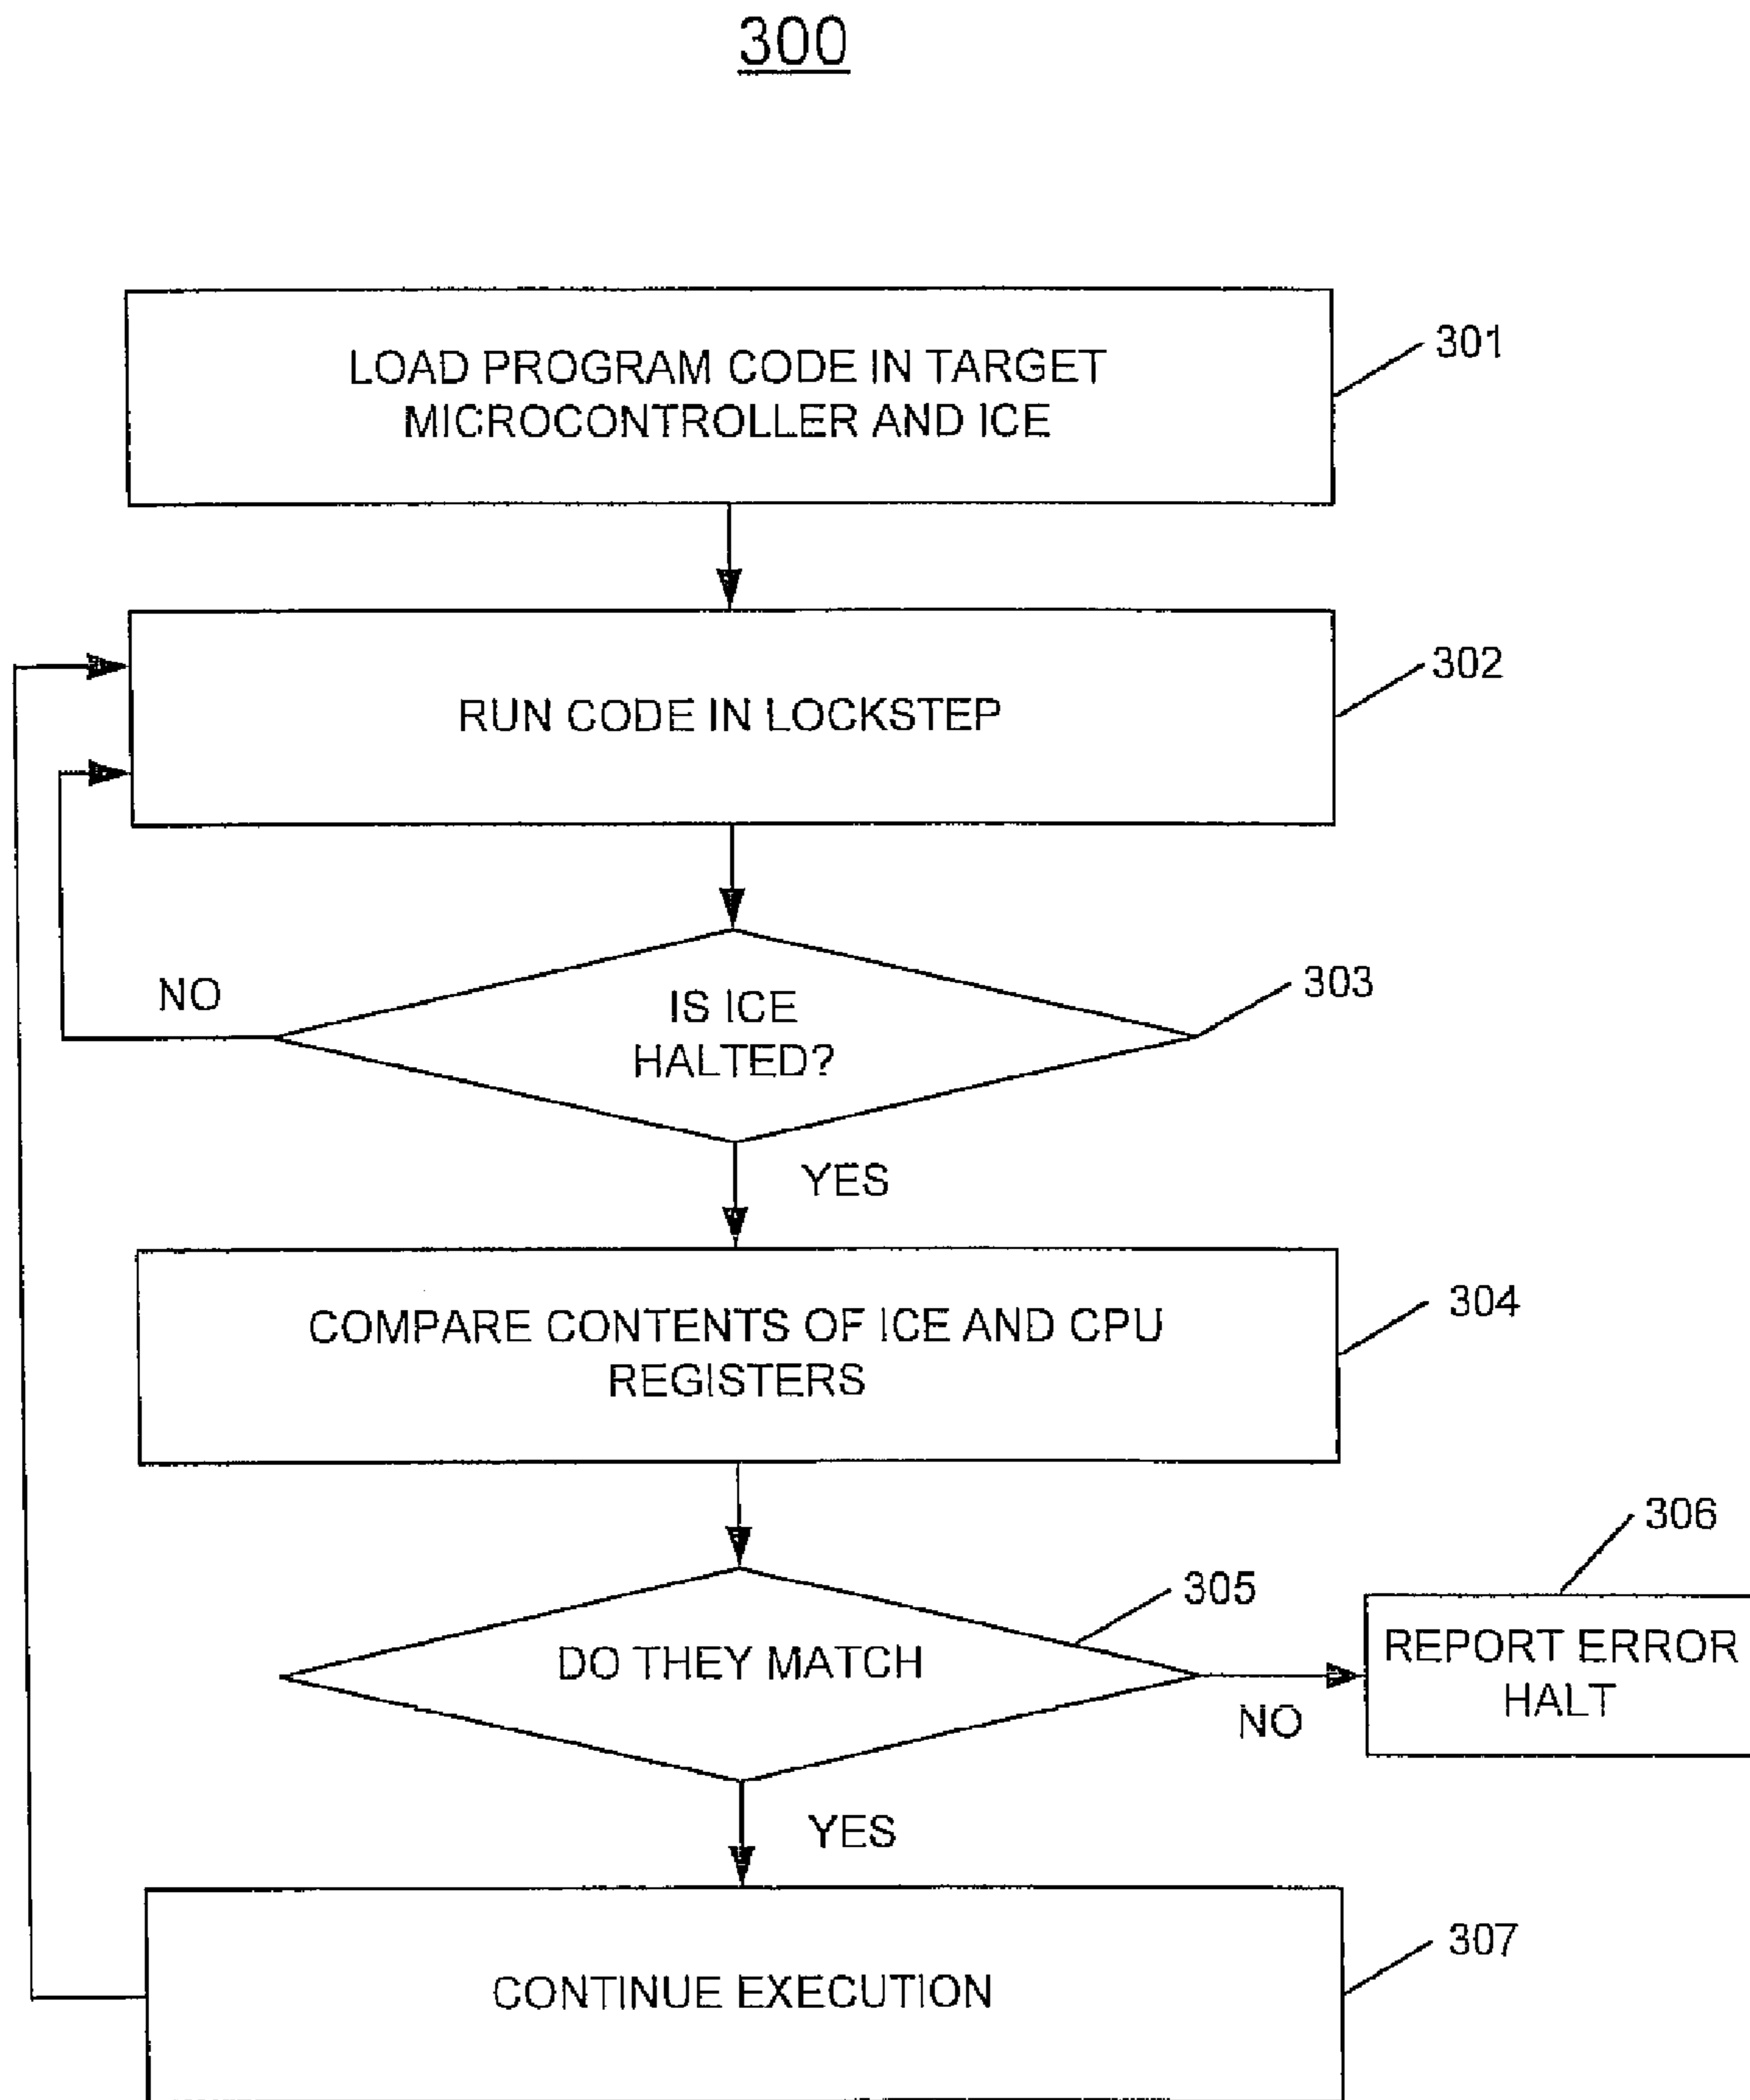 300
LOAD PROGRAM CODE IN TARGET
MICROCONTROLLER AND ICE
301
RUN CODE IN LOCKSTEP
302
NO
IS ICE
HALTED?
303
YES
COMPARE CONTENTS OF ICE AND CPU
REGISTERS
304
DO THEY MATCH
305
NO
306
REPORT ERROR
HALT
YES
CONTINUE EXECUTION
307